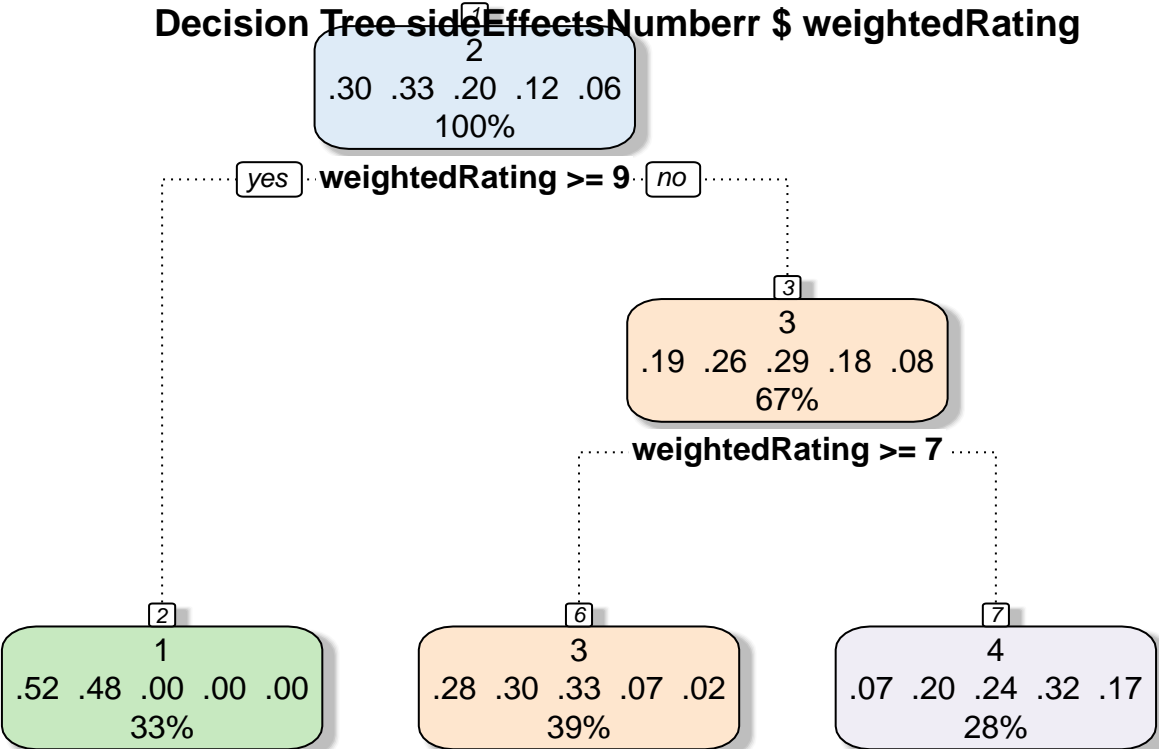 Decision Tree sideEffectsNumberr $ weightedRating
1
2
.30 .33 .20 .12 .06
100%
yes weightedRating >= 9 no
3
3
.19 .26 .29 .18 .08
67%
weightedRating >= 7
2
1
.52 .48 .00 .00 .00
33%
6
3
.28 .30 .33 .07 .02
39%
7
4
.07 .20 .24 .32 .17
28%